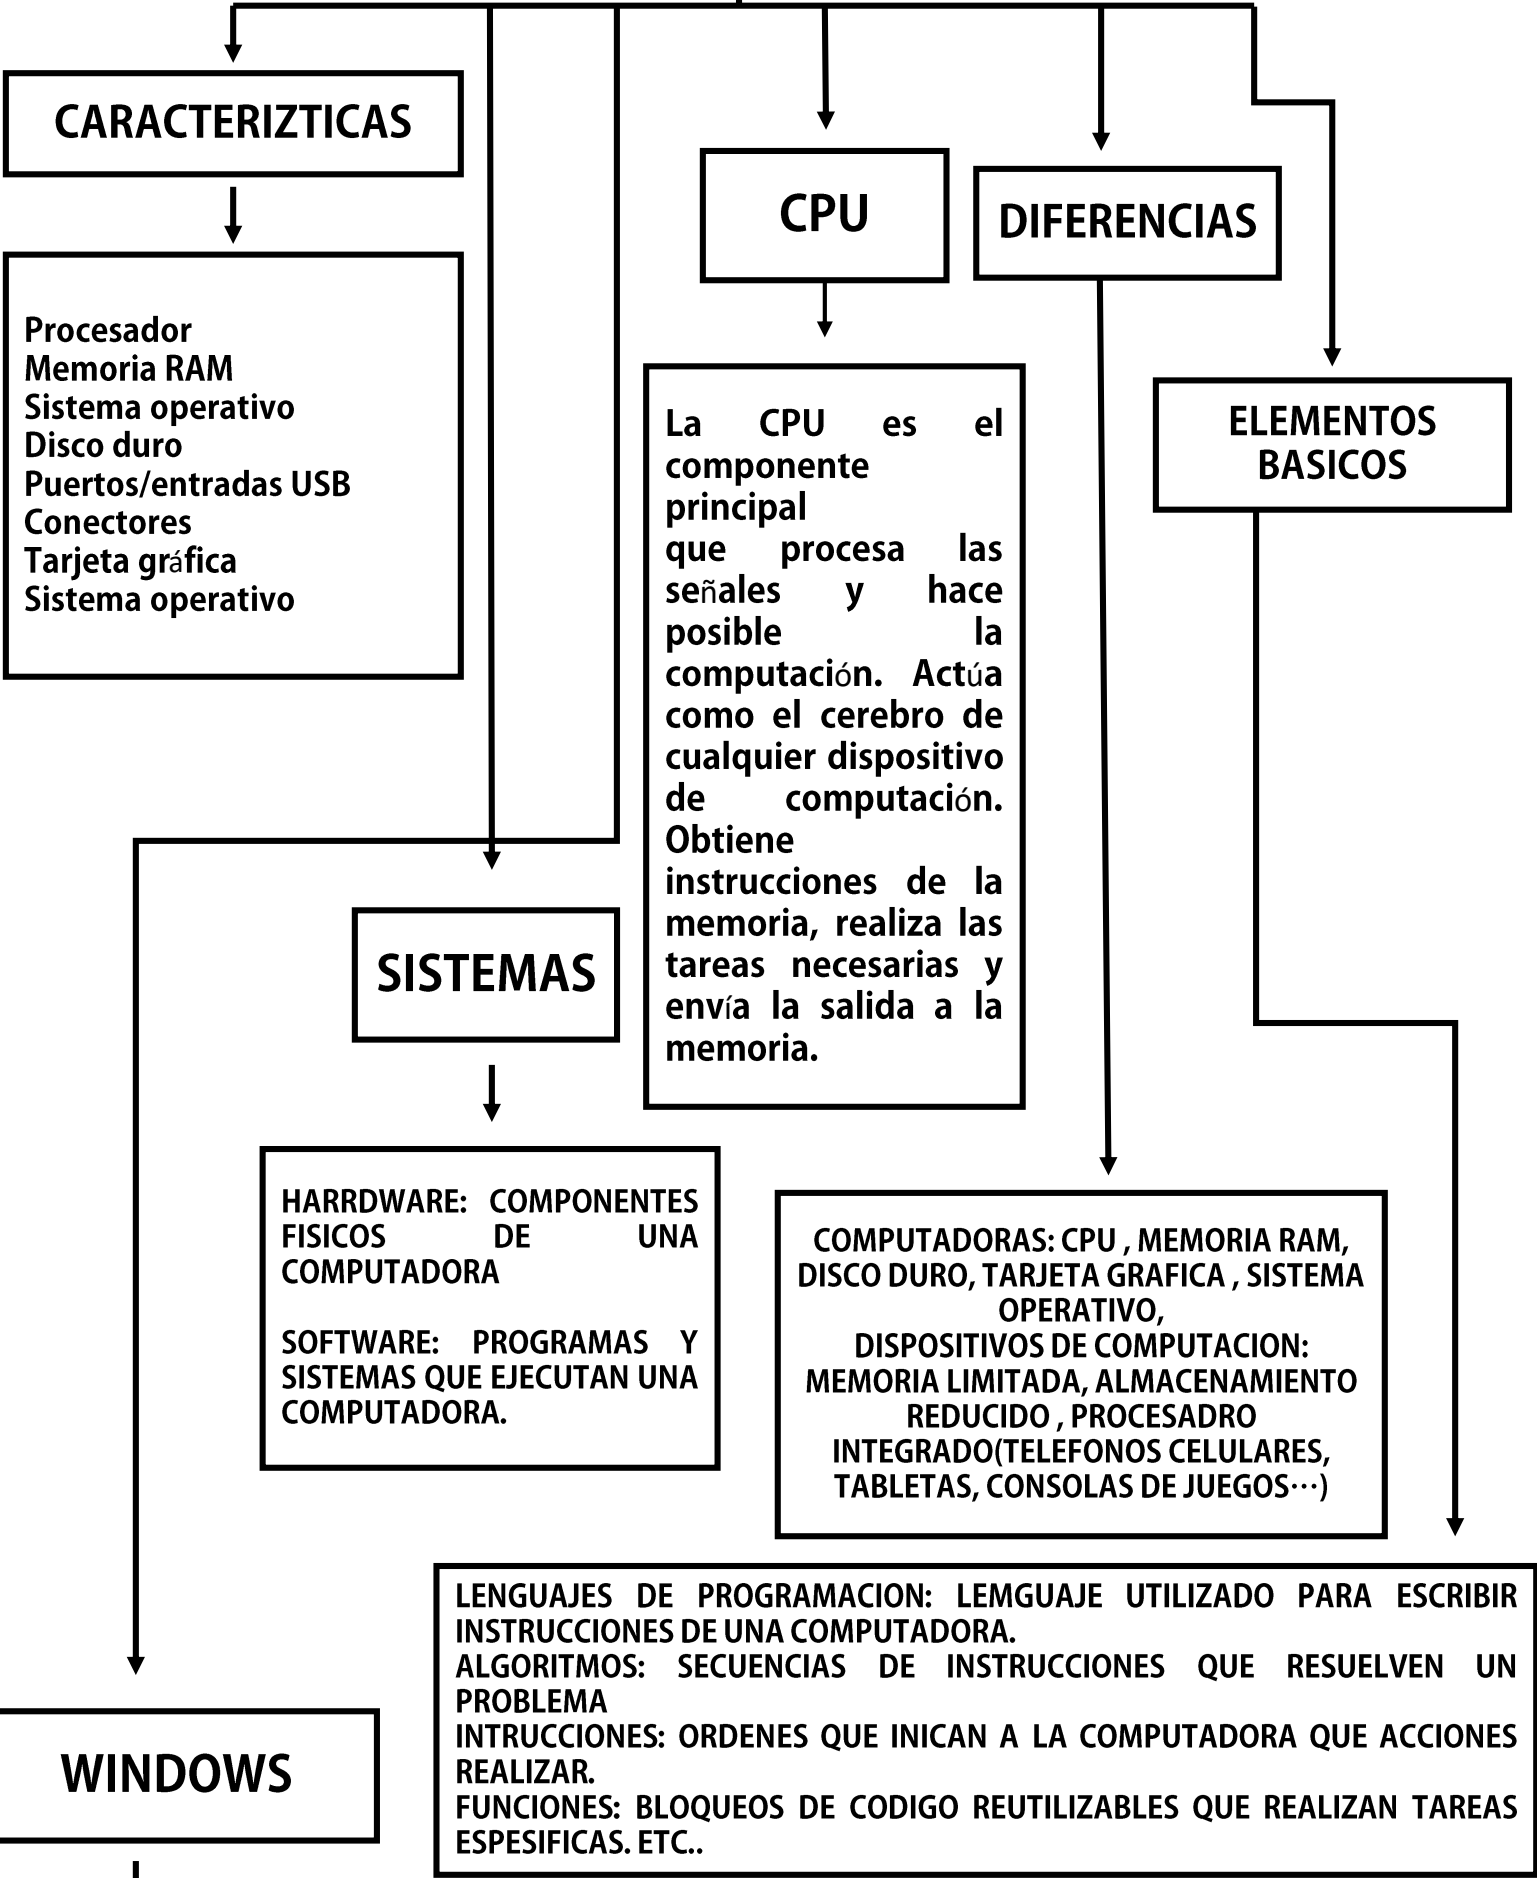 CARACTERIZTICAS
Procesador
Memoria RAM
Sistema operativo
Disco duro
Puertos/entradas USB
Conectores
Tarjeta gráfica
Sistema operativo
CPU
La CPU es el
componente
principal
que procesa las
señales y hace
posible la
computación. Actúa
como el cerebro de
cualquier dispositivo
de computación.
Obtiene
instrucciones de la
memoria, realiza las
tareas necesarias y
envía la salida a la
memoria.
DIFERENCIAS
ELEMENTOS
BASICOS
SISTEMAS
HARRDWARE: COMPONENTES
FISICOS DE UNA
COMPUTADORA
SOFTWARE: PROGRAMAS Y
SISTEMAS QUE EJECUTAN UNA
COMPUTADORA.
COMPUTADORAS: CPU , MEMORIA RAM,
DISCO DURO, TARJETA GRAFICA , SISTEMA
OPERATIVO,
DISPOSITIVOS DE COMPUTACION:
MEMORIA LIMITADA, ALMACENAMIENTO
REDUCIDO , PROCESADRO
INTEGRADO(TELEFONOS CELULARES,
TABLETAS, CONSOLAS DE JUEGOS…)
LENGUAJES DE PROGRAMACION: LEMGUAJE UTILIZADO PARA ESCRIBIR
INSTRUCCIONES DE UNA COMPUTADORA.
ALGORITMOS: SECUENCIAS DE INSTRUCCIONES QUE RESUELVEN UN
PROBLEMA
INTRUCCIONES: ORDENES QUE INICAN A LA COMPUTADORA QUE ACCIONES
REALIZAR.
FUNCIONES: BLOQUEOS DE CODIGO REUTILIZABLES QUE REALIZAN TAREAS
ESPESIFICAS. ETC..
WINDOWS